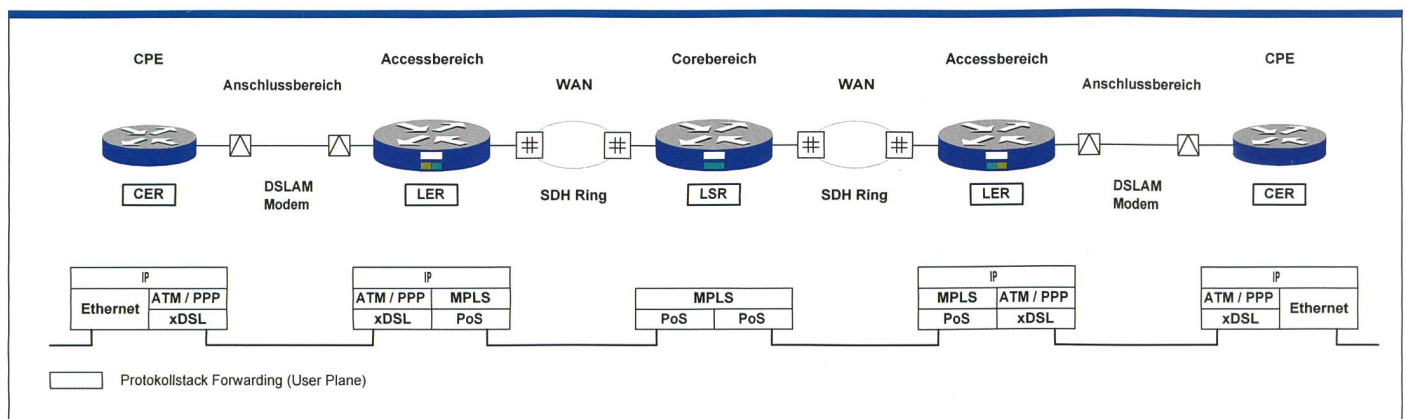 CPE
Accessbereich
Corebereich
Accessbereich
CPE
Anschlussbereich
WAN
WAN
Anschlussbereich
CER
DSLAM
Modem
LER
SDH Ring
LSR
SDH Ring
LER
DSLAM
Modem
CER
IP
Ethernet
ATM / PPP
xDSL
IP
ATM / PPP
MPLS
xDSL
PoS
MPLS
PoS
PoS
IP
MPLS
ATM / PPP
PoS
xDSL
IP
ATM / PPP
xDSL
Ethernet
Protokollstack Forwarding (User Plane)